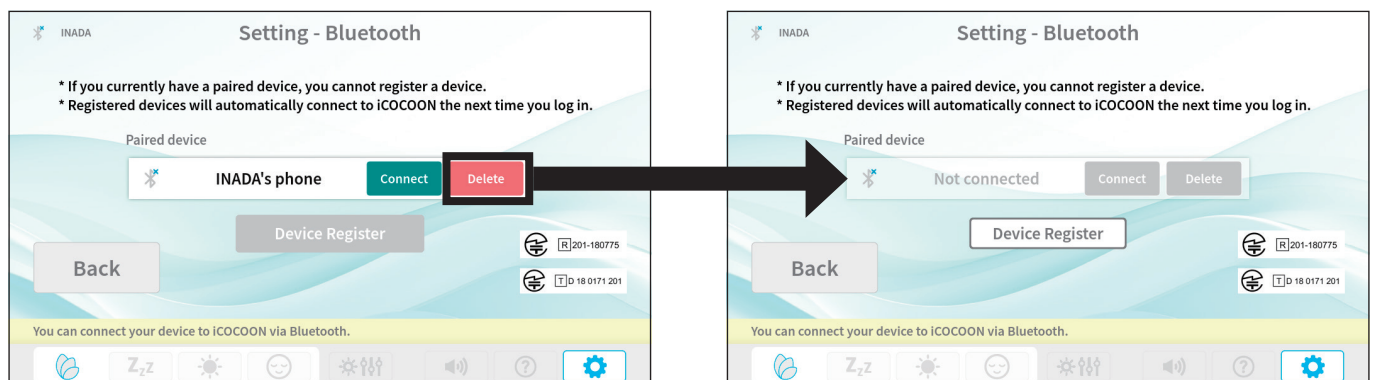 INADA
Setting - Bluetooth
* If you currently have a paired device, you cannot register a device.
* Registered devices will automatically connect to iCOCOON the next time you log in.
Paired device
INADA's phone
Connect
Delete
Device Register
R 201-180775
Back
T D 18 0171 201
You can connect your device to iCOCOON via Bluetooth.
ZzZ
?
INADA
Setting - Bluetooth
* If you currently have a paired device, you cannot register a device.
* Registered devices will automatically connect to iCOCOON the next time you log in.
Paired device
Not connected
Connect
Delete
Device Register
R 201-180775
Back
T D 18 0171 201
You can connect your device to iCOCOON via Bluetooth.
ZzZ
?